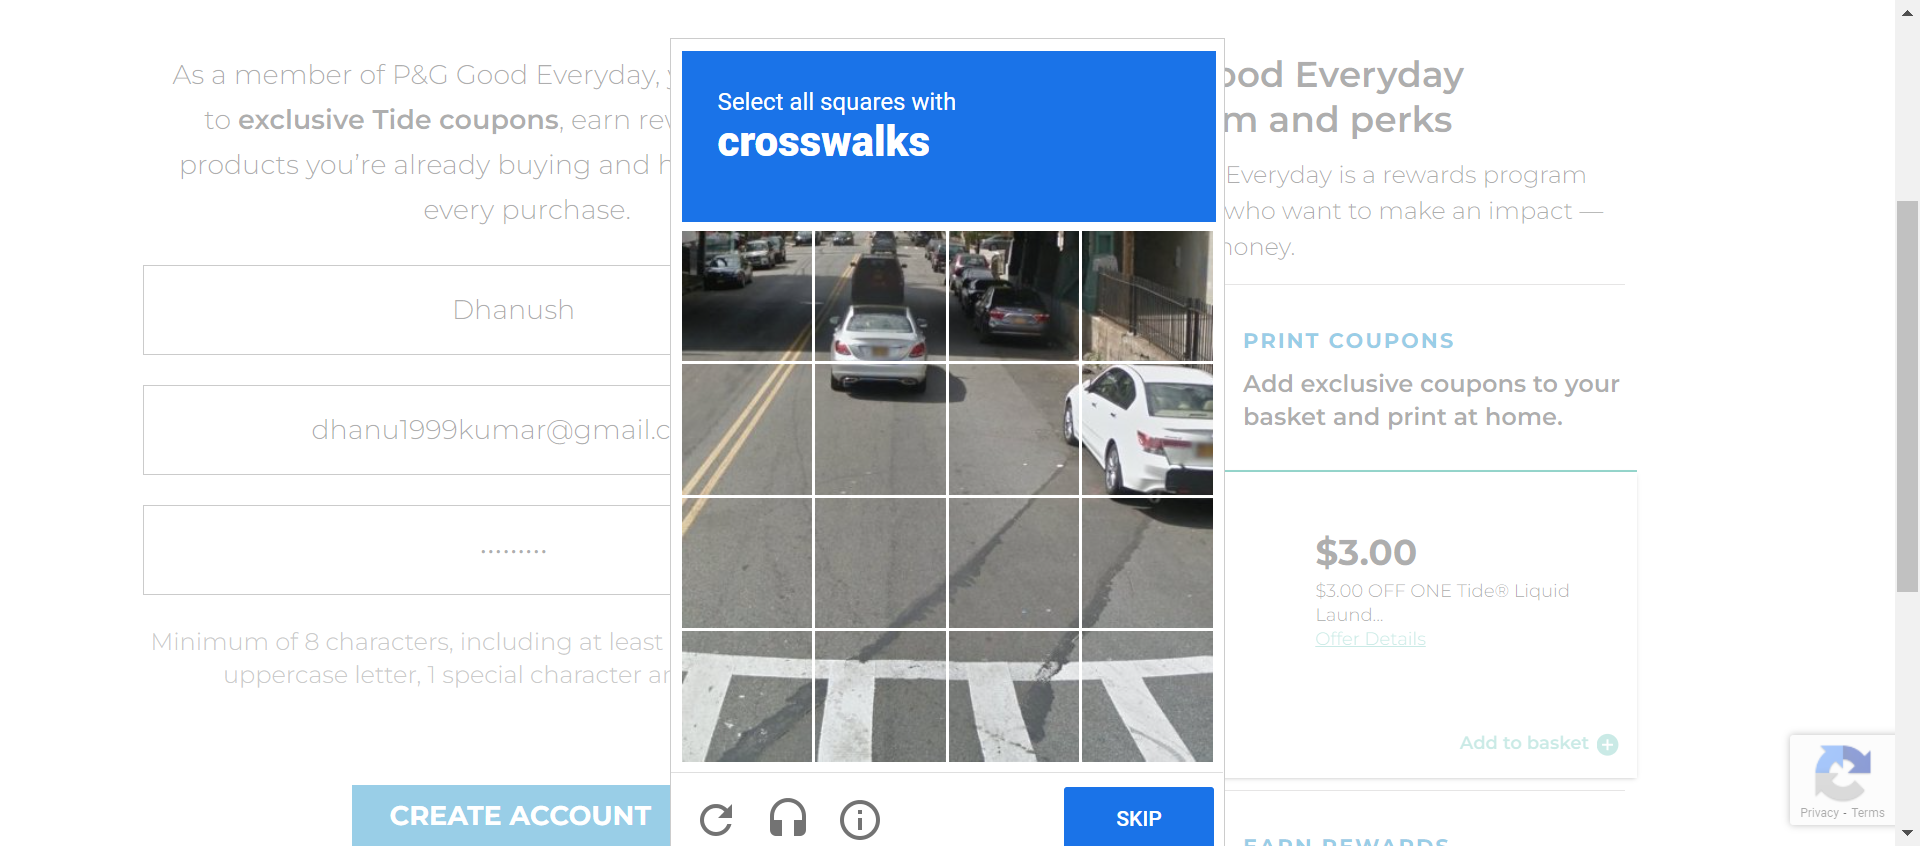 As a member of P&G Good Everyday,
to exclusive Tide coupons, earn
products you’re already buying and
every purchase.
Dhanush
dhanu1999kumar@gmail.c
Minimum of 8 characters, including at least
uppercase letter, 1 special character
CREATE ACCOUNT
Select all squares with
crosswalks
SKIP
Everyday
and perks
Everyday is a rewards program
who want to make an impact —
PRINT COUPONS
Add exclusive coupons to your
basket and print at home.
$3.00
$3.00 OFF ONE Tide® Liquid
Laund...
Offer Details
Add to basket
EARN REWARDS
Privacy - Terms